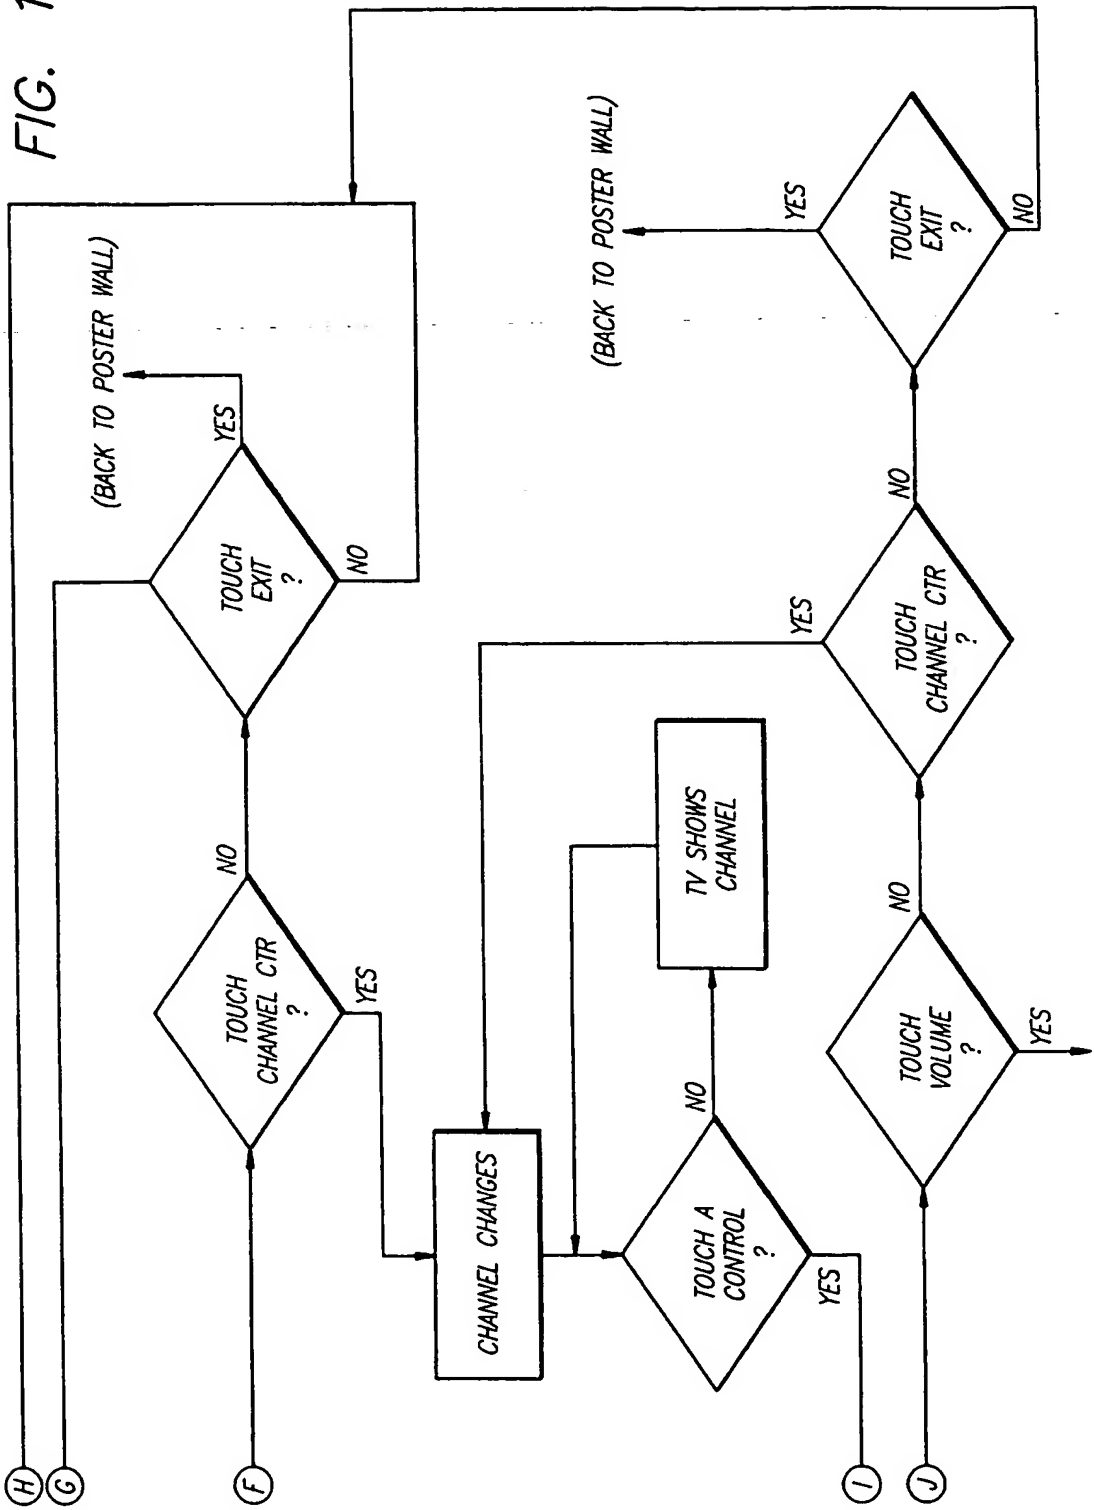 FIG. 1
H
G
(BACK TO POSTER WALL)
YES
TOUCH
EXIT
?
NO
F
NO
TOUCH
CHANNEL CTR
?
YES
CHANNEL CHANGES
TV SHOWS
CHANNEL
NO
TOUCH A
CONTROL
?
YES
I
(BACK TO POSTER WALL)
YES
TOUCH
EXIT
?
NO
NO
YES
TOUCH
CHANNEL CTR
?
NO
TOUCH
VOLUME
?
YES
J